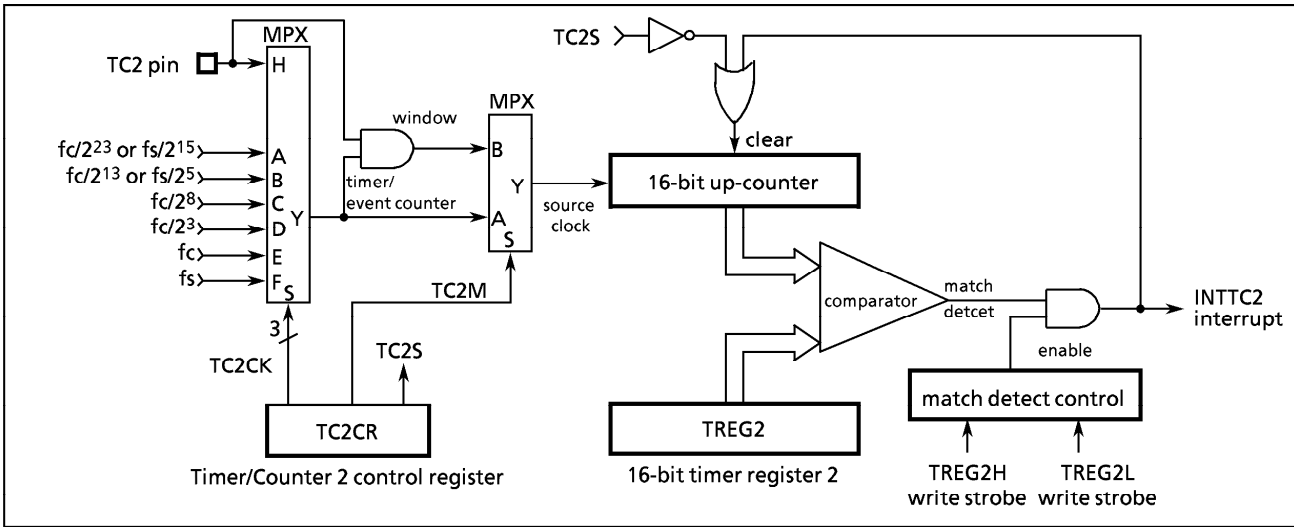 MPX
TC2 pin
H
fc/2²³ or fs/2¹⁵
A
fc/2¹³ or fs/2⁵
B
fc/2⁸
C
fc/2³
D
fc
E
fs
F
Y
S
3
TC2CK
window
timer/
event counter
MPX
B
Y
A
S
TC2M
TC2S
TC2CR
Timer/Counter 2 control register
source
clock
TC2S
clear
16-bit up-counter
comparator
match
detcet
enable
INTTC2
interrupt
TREG2
16-bit timer register 2
match detect control
TREG2H
write strobe
TREG2L
write strobe